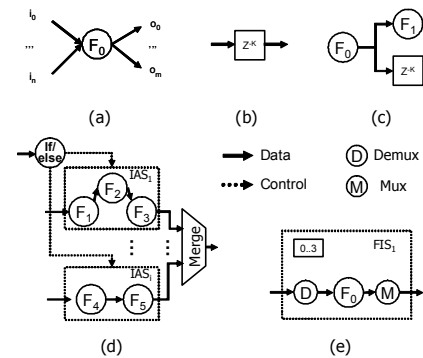 i0 o0
,,, F0 ,,,
in om
(a)
Z-K
(b)
F0 F1
Z-K
(c)
If/
else
IAS1
F1 F2 F3
Merge
IASi
F4 F5
(d)
Data
Control
D Demux
M Mux
0..3 FIS1
D F0 M
(e)